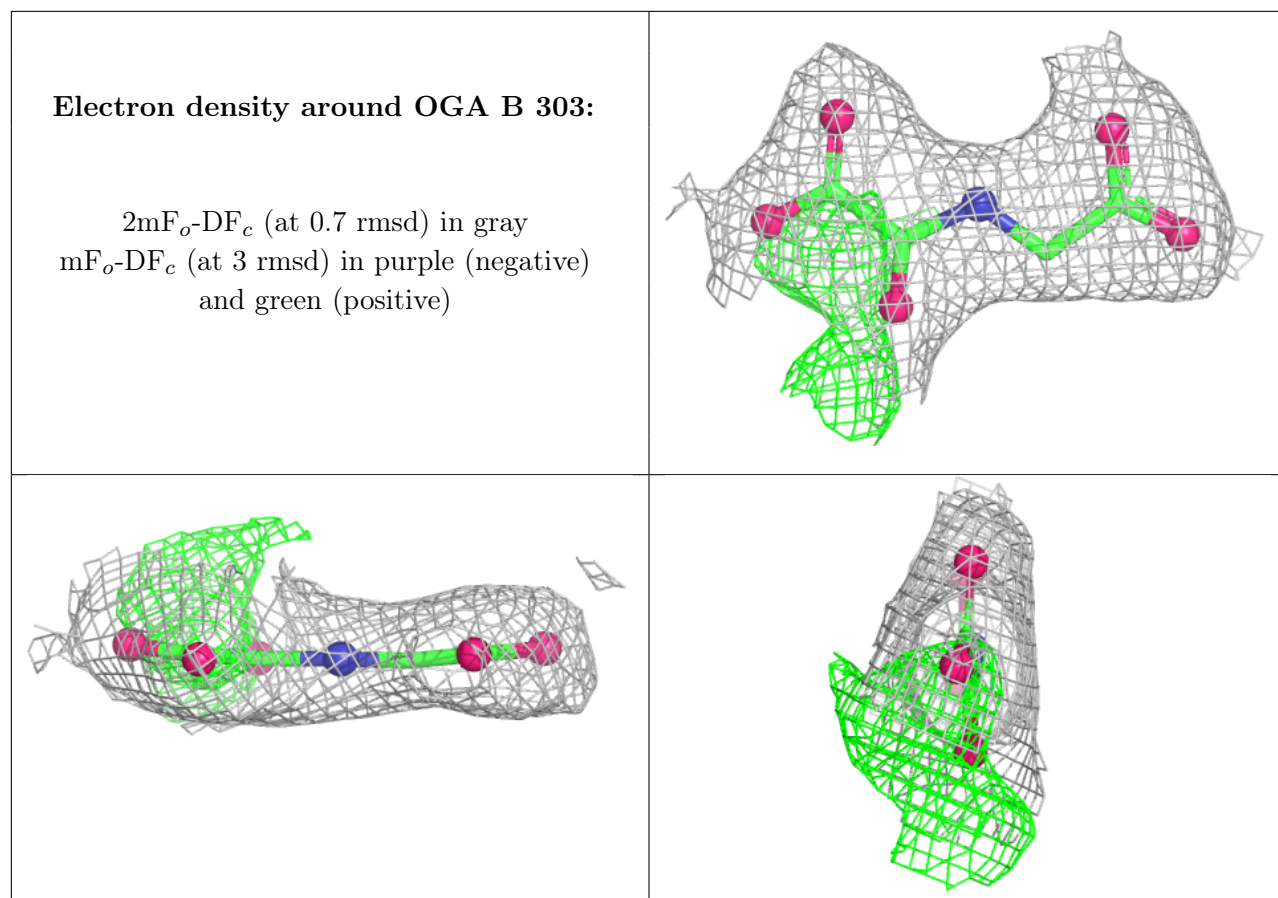 Electron density around OGA B 303:
2mFo-DFc (at 0.7 rmsd) in gray
mFo-DFc (at 3 rmsd) in purple (negative)
and green (positive)